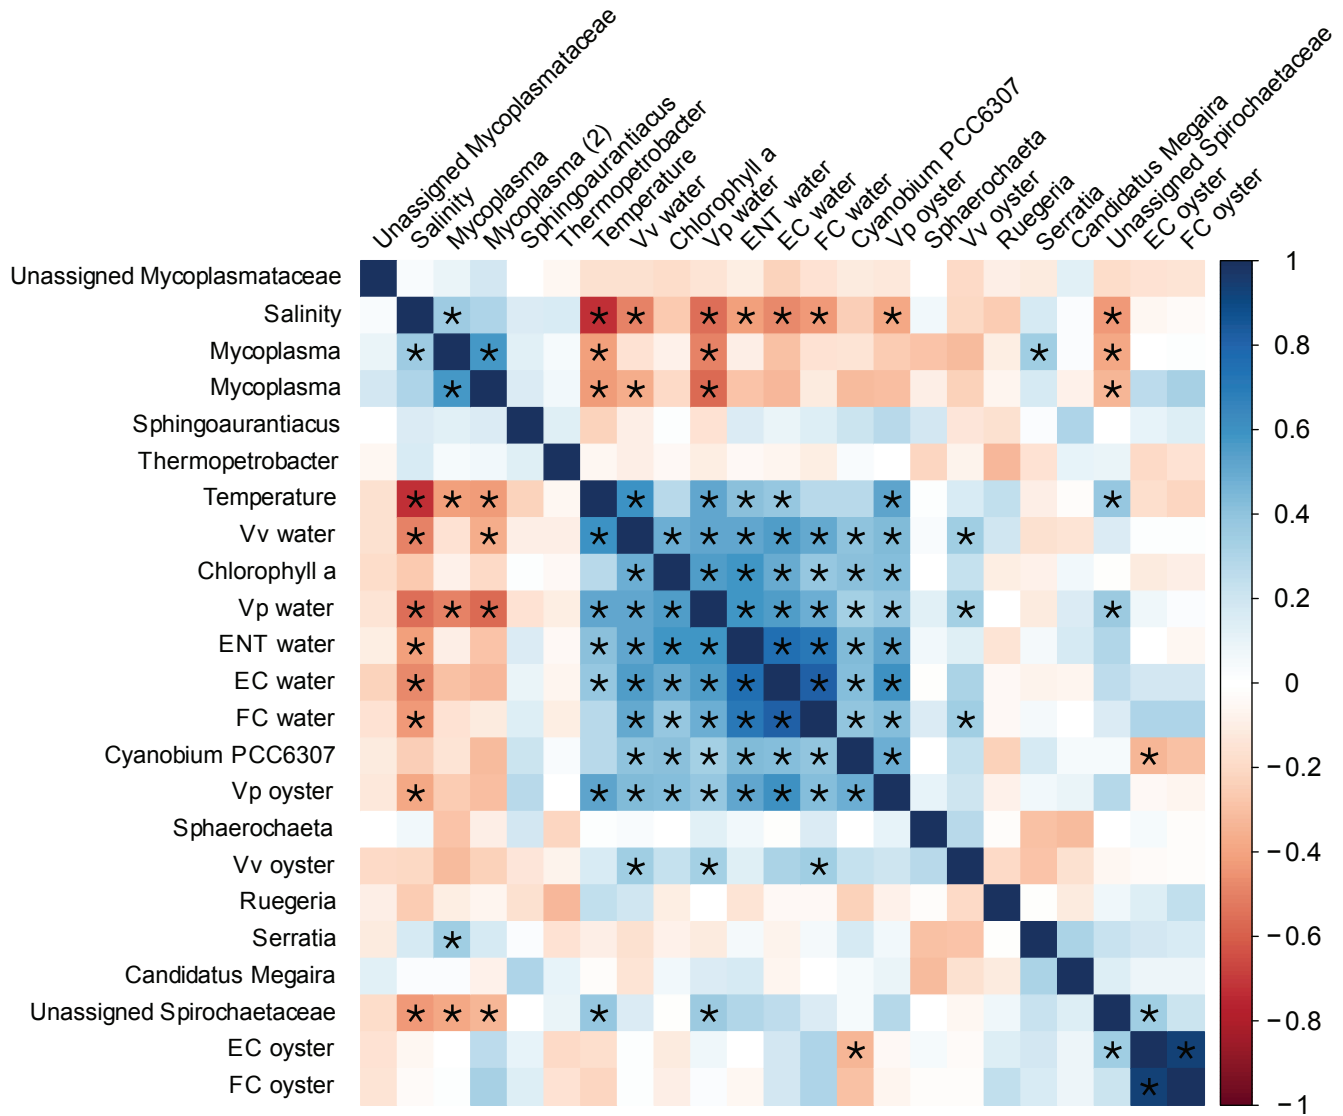 Unassigned Mycoplasmataceae
Salinity
Mycoplasma
Mycoplasma (2)
Sphingoaurantiacus
Thermopetrobacter
Temperature
Vv water
Chlorophyll a
Vp water
ENT water
EC water
FC water
Cyanobium PCC6307
Vp oyster
Sphaerochaeta
Vv oyster
Ruegeria
Serratia
Candidatus Megaira
Unassigned Spirochaetaceae
EC oyster
FC oyster
Unassigned Mycoplasmataceae
Salinity
Mycoplasma
Mycoplasma
Sphingoaurantiacus
Thermopetrobacter
Temperature
Vv water
Chlorophyll a
Vp water
ENT water
EC water
FC water
Cyanobium PCC6307
Vp oyster
Sphaerochaeta
Vv oyster
Ruegeria
Serratia
Candidatus Megaira
Unassigned Spirochaetaceae
EC oyster
FC oyster
1
0.8
0.6
0.4
0.2
0
−0.2
−0.4
−0.6
−0.8
−1